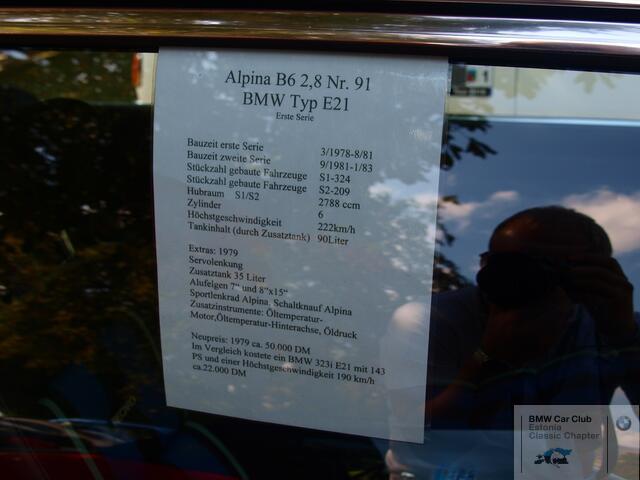 Alpina B6 2,8 Nr. 91
BMW Typ E21
Erste Serie
Bauzeit erste Serie 3/1978-8/81
Bauzeit zweite Serie 9/1981-1/83
Stückzahl gebaute Fahrzeuge S1-324
Stückzahl gebaute Fahrzeuge S2-209
Hubraum S1/S2 2788 ccm
Zylinder 6
Höchstgeschwindigkeit 222km/h
Tankinhalt (durch Zusatztank) 90Liter
Extras: 1979
Servolenkung
Zusatztank 35 Liter
Alufelgen 7“ und 8“x15“
Sportlenkrad Alpina, Schaltknauf Alpina
Zusatzinstrumente: Öltemperatur-
Motor,Öltemperatur-Hinterachse, Öldruck
Neupreis: 1979 ca. 50.000 DM
Im Vergleich kostete ein BMW 323i E21 mit 143
PS und einer Höchstgeschwindigkeit 190 km/h
ca.22.000 DM
BMW Car Club
Estonia
Classic Chapter